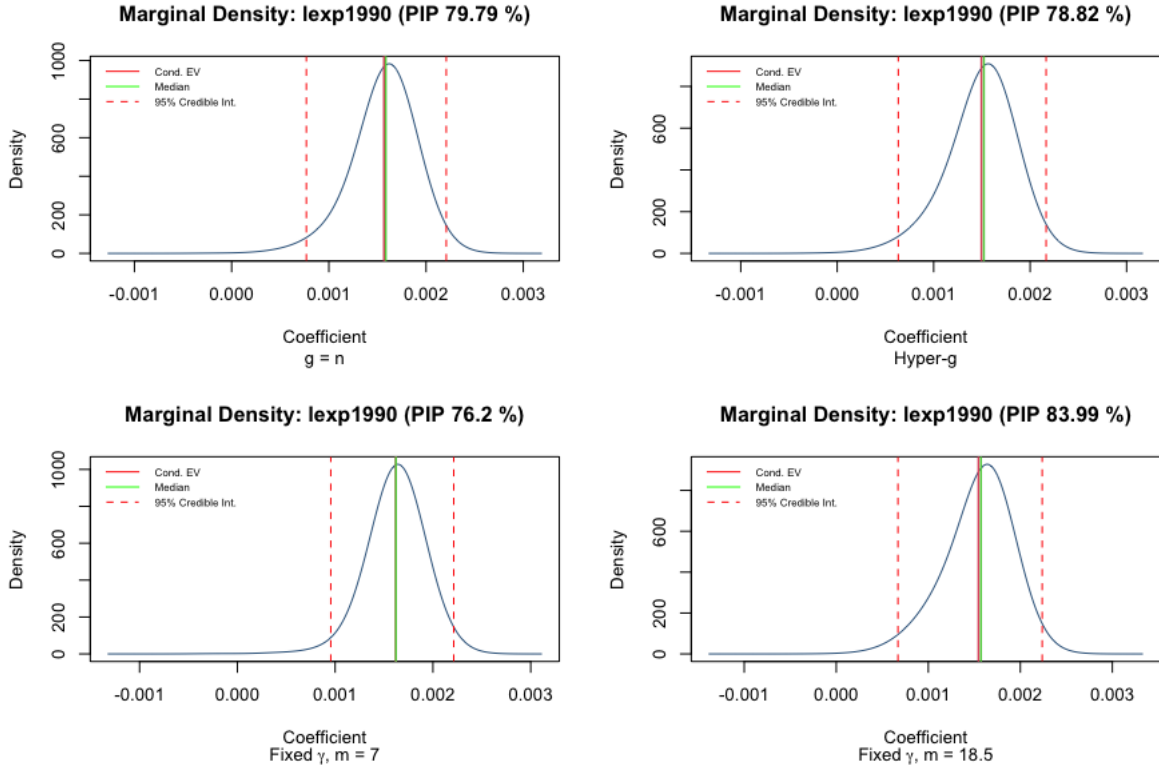 Marginal Density: lexp1990 (PIP 79.79 %)
Cond. EV
Median
95% Credible Int.
Density
0 200 600 1000
-0.001 0.000 0.001 0.002 0.003
Coefficient
g = n
Marginal Density: lexp1990 (PIP 78.82 %)
Cond. EV
Median
95% Credible Int.
Density
0 200 600
-0.001 0.000 0.001 0.002 0.003
Coefficient
Hyper-g
Marginal Density: lexp1990 (PIP 76.2 %)
Cond. EV
Median
95% Credible Int.
Density
0 200 600 1000
-0.001 0.000 0.001 0.002 0.003
Coefficient
Fixed γ, m = 7
Marginal Density: lexp1990 (PIP 83.99 %)
Cond. EV
Median
95% Credible Int.
Density
0 200 600
-0.001 0.000 0.001 0.002 0.003
Coefficient
Fixed γ, m = 18.5